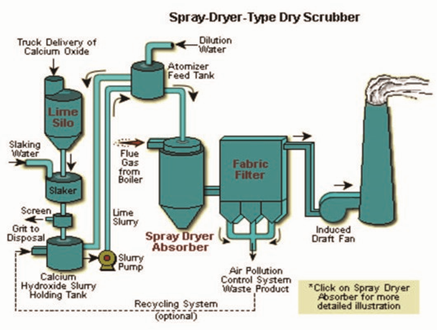 Spray-Dryer-Type Dry Scrubber
Truck Delivery of
Calcium Oxide
Dilution
Water
Atomizer
Feed Tank
Lime
Silo
Slaking
Water
Flue
Gas
from
Boiler
Fabric
Filter
Slaker
Screen
Lime
Slurry
Grit to
Disposal
Spray Dryer
Absorber
Induced
Draft Fan
Slurry
Pump
Calcium
Hydroxide Slurry
Holding Tank
Air Pollution
Control System
Waste Product
*Click on Spray Dryer
Absorber for more
detailed illustration
Recycling System
(optional)